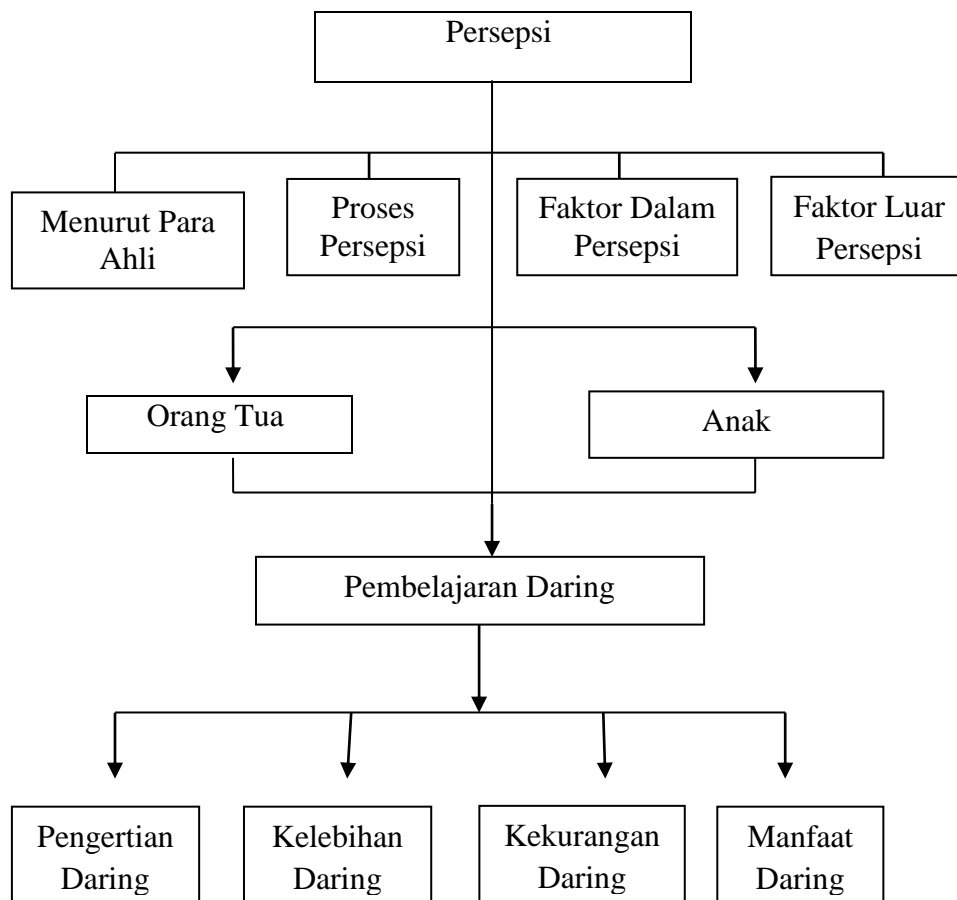 Persepsi
Menurut Para
Ahli
Proses
Persepsi
Faktor Dalam
Persepsi
Faktor Luar
Persepsi
Orang Tua
Anak
Pembelajaran Daring
Pengertian
Daring
Kelebihan
Daring
Kekurangan
Daring
Manfaat
Daring